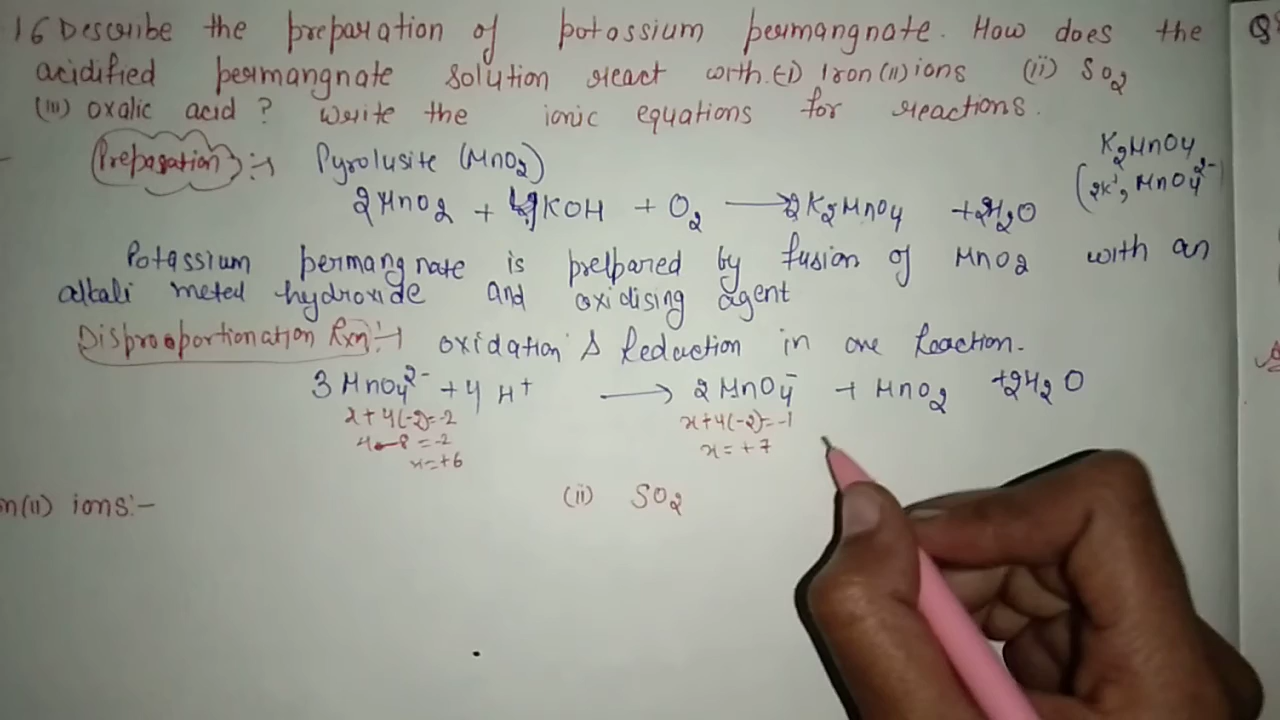 16 Describe the preparation of potossium permangnate. How does the
acidified permangnate solution react with.(i) Iron(II) ions (ii) SO2
(iii) oxalic acid? Write the ionic equations for reactions.
Preparation :→ Pyrolusite (MnO2)
K2MnO4
(2K+, MnO4 2-)
2MnO2 + 4KOH + O2 → 2K2MnO4 + 2H2O
Potassium permangnate is prelpared by fusion of MnO2 with an
alkali metal hydroxide and oxidising agent
Disproportionation Rxn:→ oxidation & Reduction in one Reaction.
3MnO4 2- + 4H+ → 2MnO4- + MnO2 + 2H2O
x+4(-2)=-2 x+4(-2)=-1
-8=-2 x=+7
x=+6
n(II) ions:- (ii) SO2